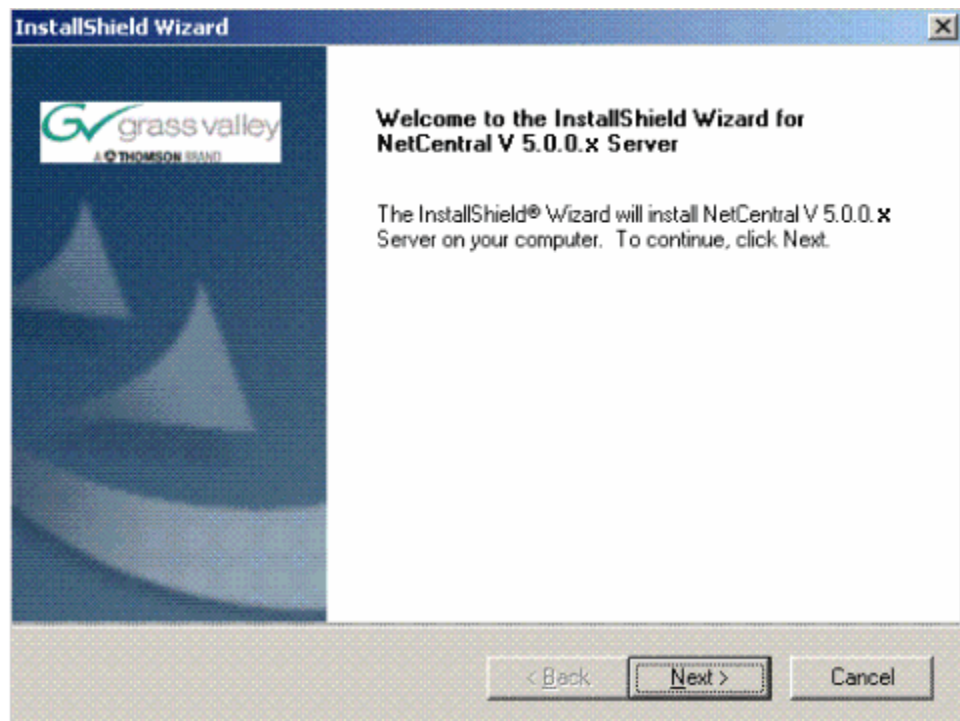 InstallShield Wizard
GV grass valley
A THOMSON BRAND
Welcome to the InstallShield Wizard for
NetCentral V 5.0.0.x Server
The InstallShield® Wizard will install NetCentral V 5.0.0.x
Server on your computer. To continue, click Next.
< Back
Next >
Cancel